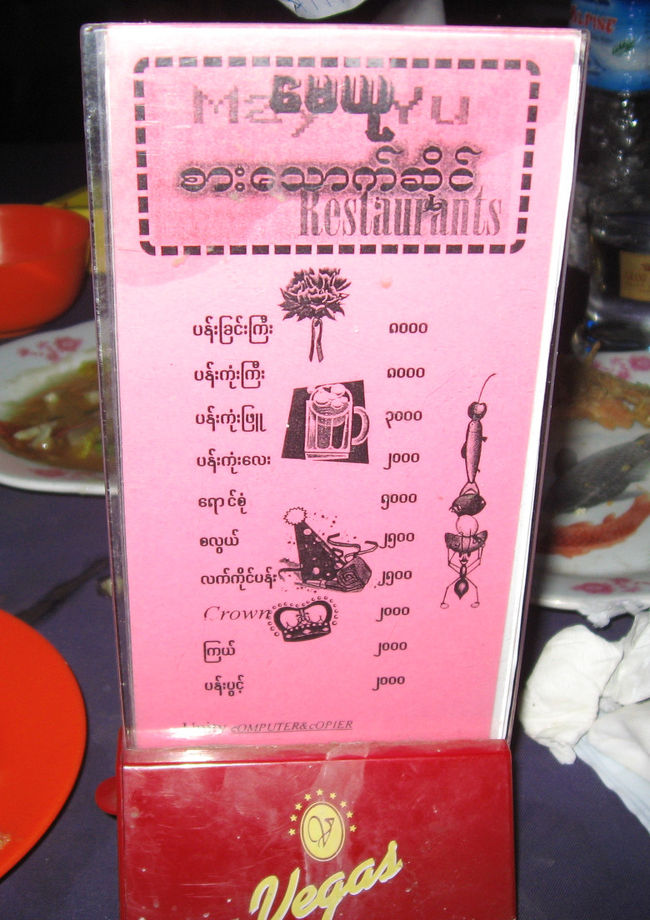 ALPINE
May Yu
မေယု
စားသောက်ဆိုင်
Restaurants
ပန်းခြင်းကြီး ၈၀၀၀
ပန်းကုံးကြီး ၈၀၀၀
ပန်းကုံးဖြူ ၃၀၀၀
ပန်းကုံးလေး ၂၀၀၀
ရောင်စုံ ၅၀၀၀
စလွယ် ၂၅၀၀
လက်ကိုင်ပန်း ၂၅၀၀
Crown ၂၀၀၀
ကြယ် ၂၀၀၀
ပန်းပွင့် ၂၀၀၀
cOMPUTER&cOPIER
V
Vegas